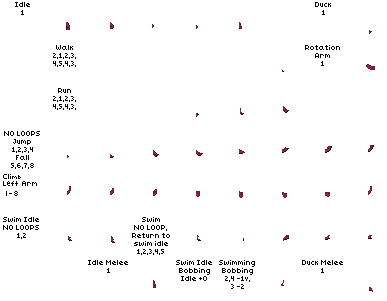 Idle
1
Duck
1
Walk
2,1,2,3,
4,5,4,3,
Rotation
Arm
1
Run
2,1,2,3,
4,5,4,3,
NO LOOPS
Jump
1,2,3,4
Fall
5,6,7,8
Climb
Left Arm
1-8
Swim Idle
NO LOOPS
1,2
Swim
NO LOOP,
Return to
swim idle
1,2,3,4,5
Idle Melee
1
Swim Idle
Bobbing
Idle +0
Swimming
Bobbing
2,4 -1v,
3 -2
Duck Melee
1